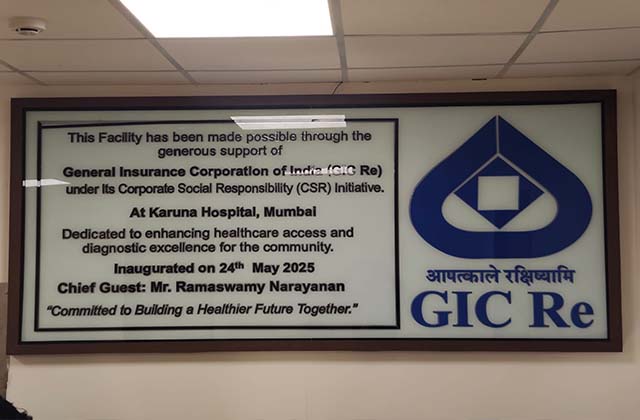 This Facility has been made possible through the
generous support of
General Insurance Corporation of India (GIC Re)
under Its Corporate Social Responsibility (CSR) Initiative.
At Karuna Hospital, Mumbai
Dedicated to enhancing healthcare access and
diagnostic excellence for the community.
Inaugurated on 24th May 2025
Chief Guest: Mr. Ramaswamy Narayanan
"Committed to Building a Healthier Future Together."
आपत्काले रक्षिष्यामि
GIC Re